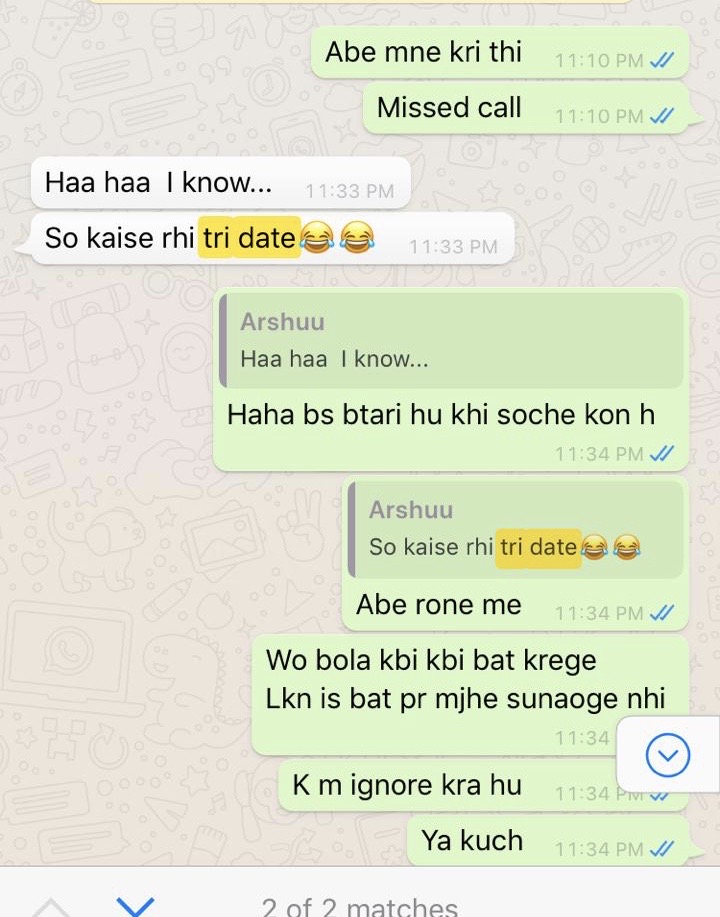 Abe mne kri thi 11:10 PM
Missed call 11:10 PM
Haa haa I know... 11:33 PM
So kaise rhi tri date😂😂 11:33 PM
Arshuu
Haa haa I know...
Haha bs btari hu khi soche kon h
11:34 PM
Arshuu
So kaise rhi tri date😂😂
Abe rone me 11:34 PM
Wo bola kbi kbi bat krege
Lkn is bat pr mjhe sunaoge nhi
11:34
K m ignore kra hu 11:34 PM
Ya kuch 11:34 PM
2 of 2 matches